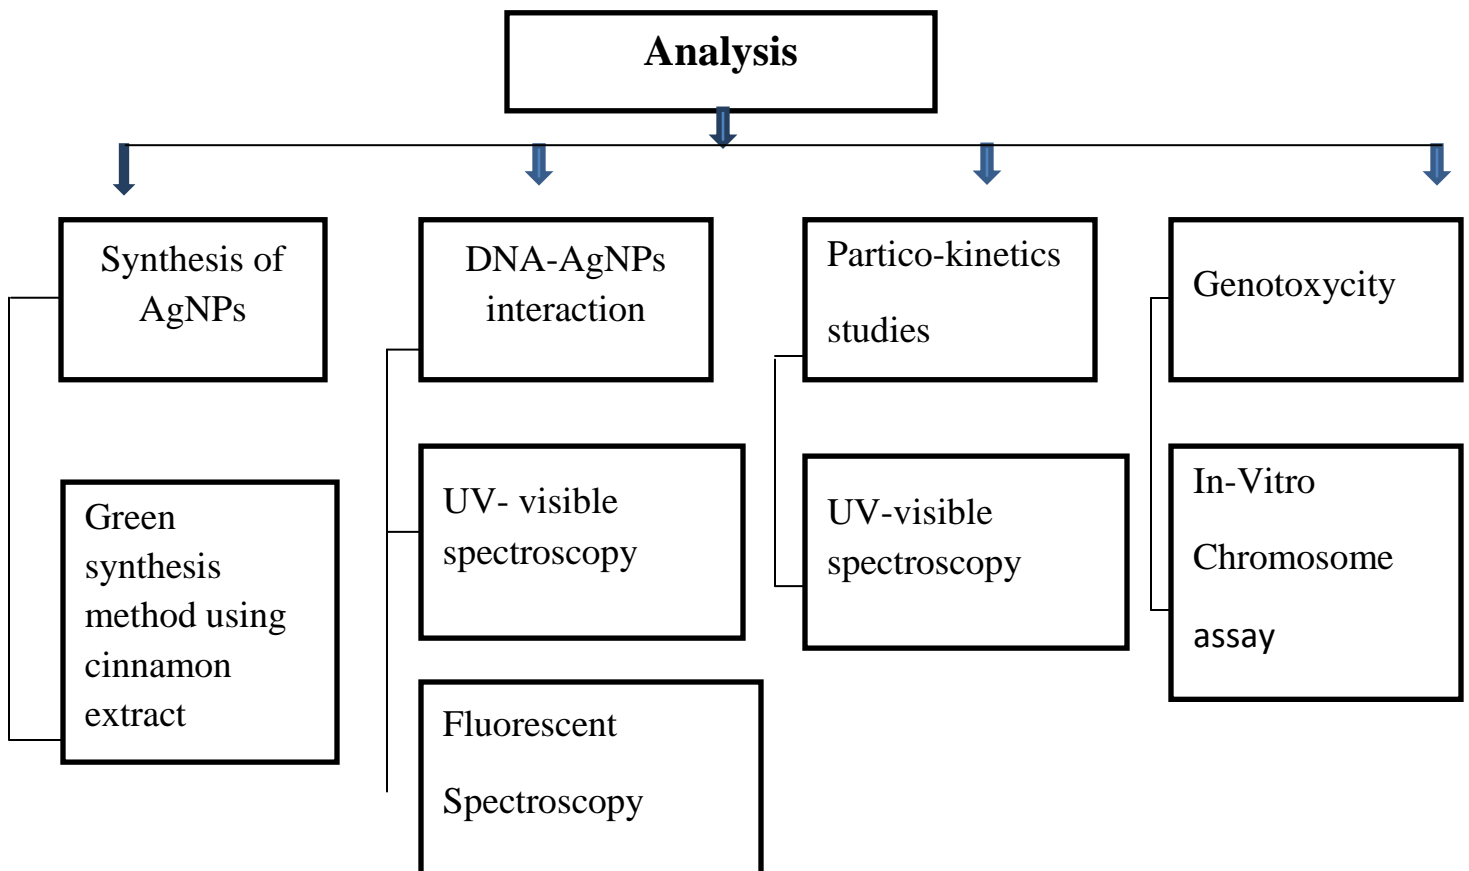 Analysis
Synthesis of
AgNPs
DNA-AgNPs
interaction
Partico-kinetics
studies
Genotoxycity
Green
synthesis
method using
cinnamon
extract
UV- visible
spectroscopy
Fluorescent
Spectroscopy
UV-visible
spectroscopy
In-Vitro
Chromosome
assay